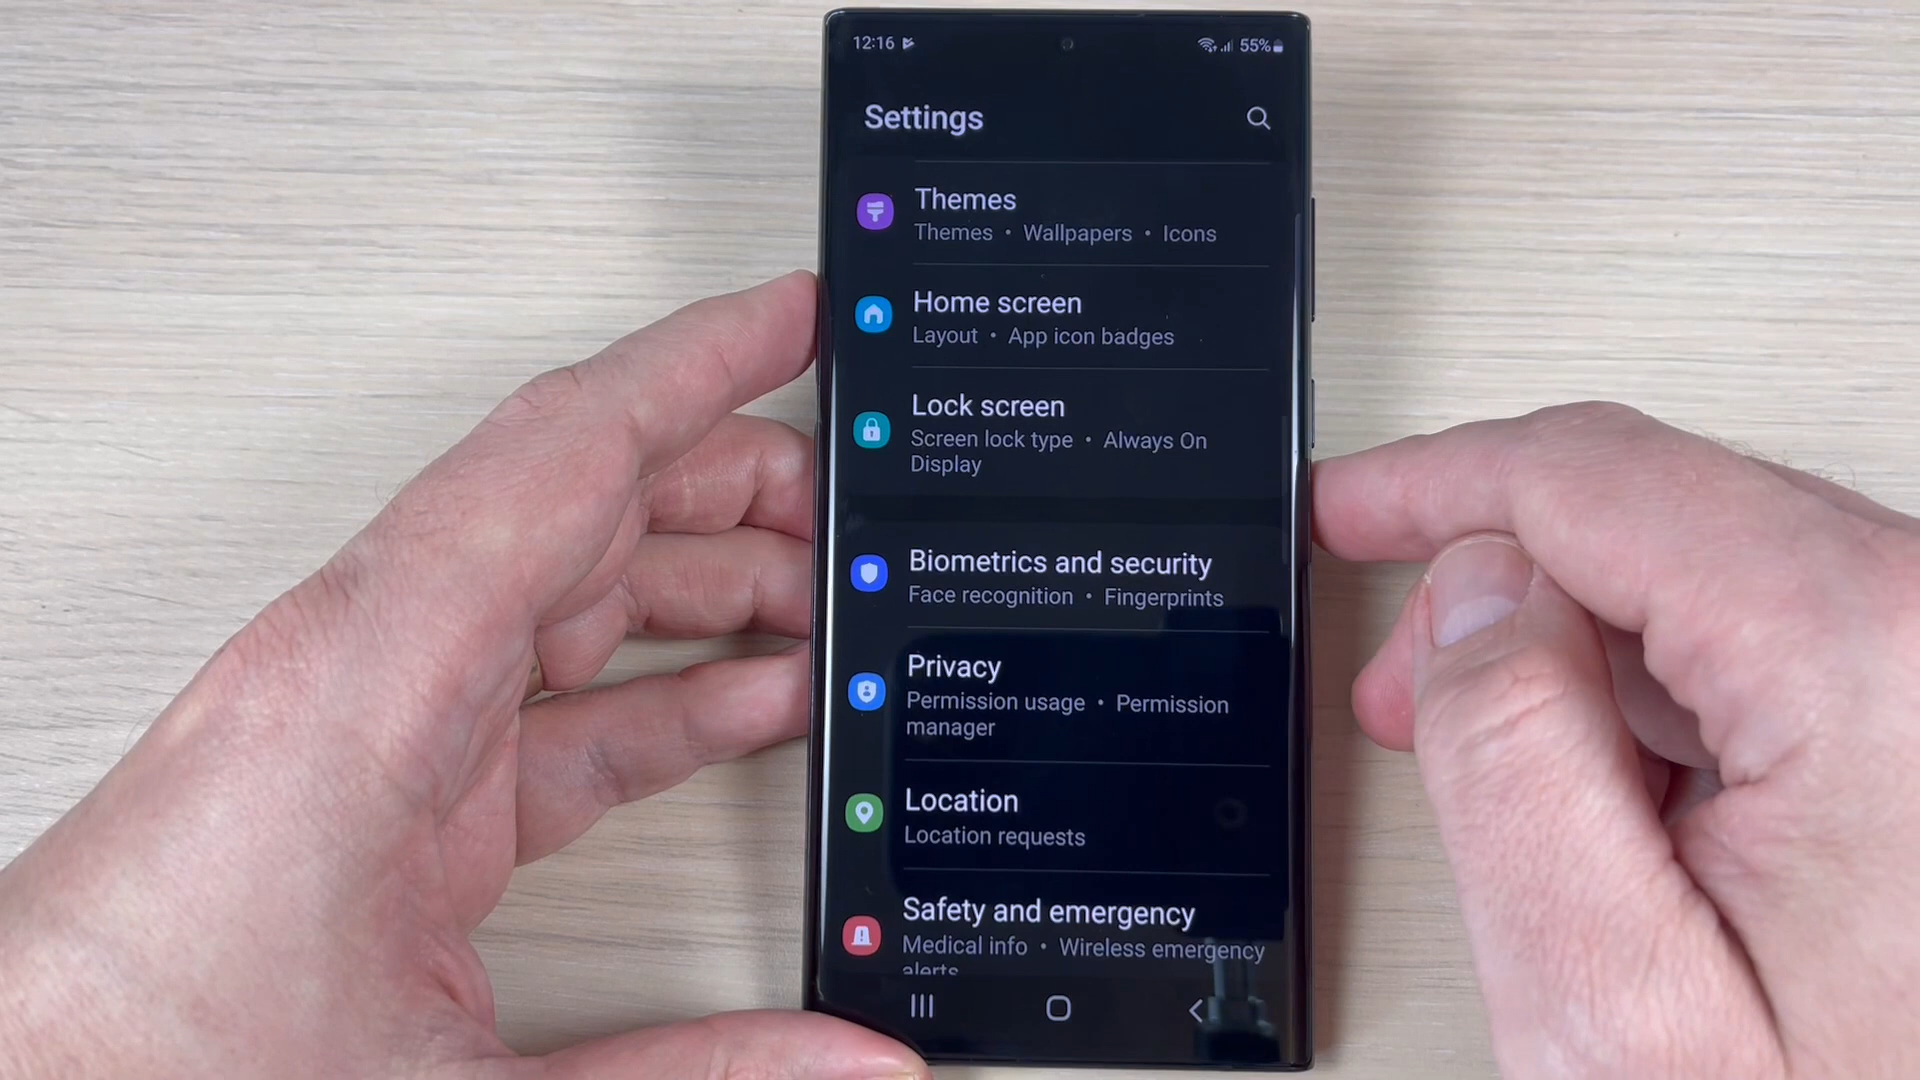 12:16 55%
Settings
Themes
Themes • Wallpapers • Icons
Home screen
Layout • App icon badges
Lock screen
Screen lock type • Always On
Display
Biometrics and security
Face recognition • Fingerprints
Privacy
Permission usage • Permission
manager
Location
Location requests
Safety and emergency
Medical info • Wireless emergency
alerts